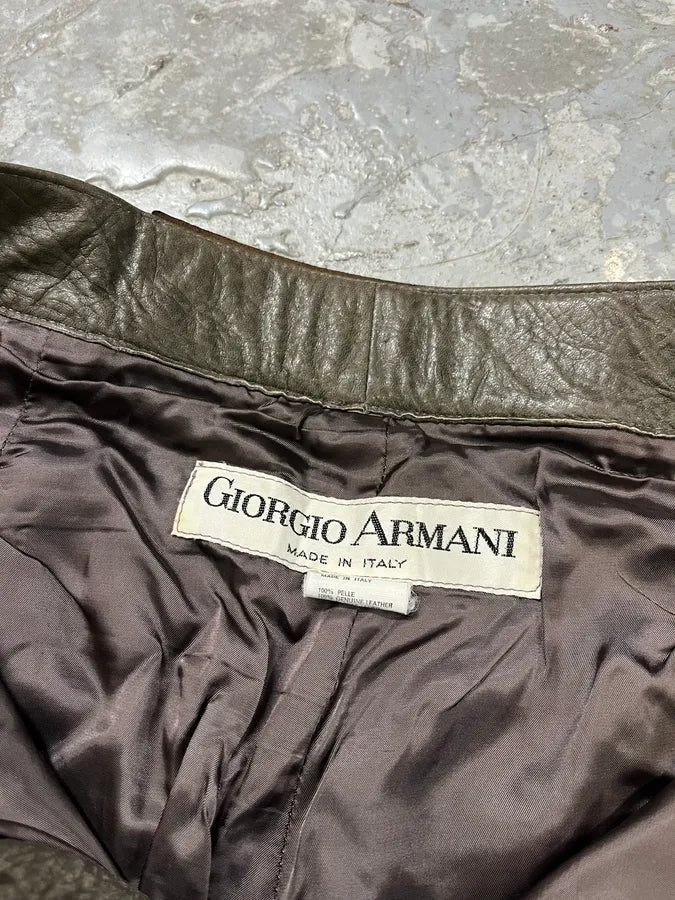 GIORGIO ARMANI
MADE IN ITALY
MADE IN ITALY
100% PELLE
100% GENUINE LEATHER